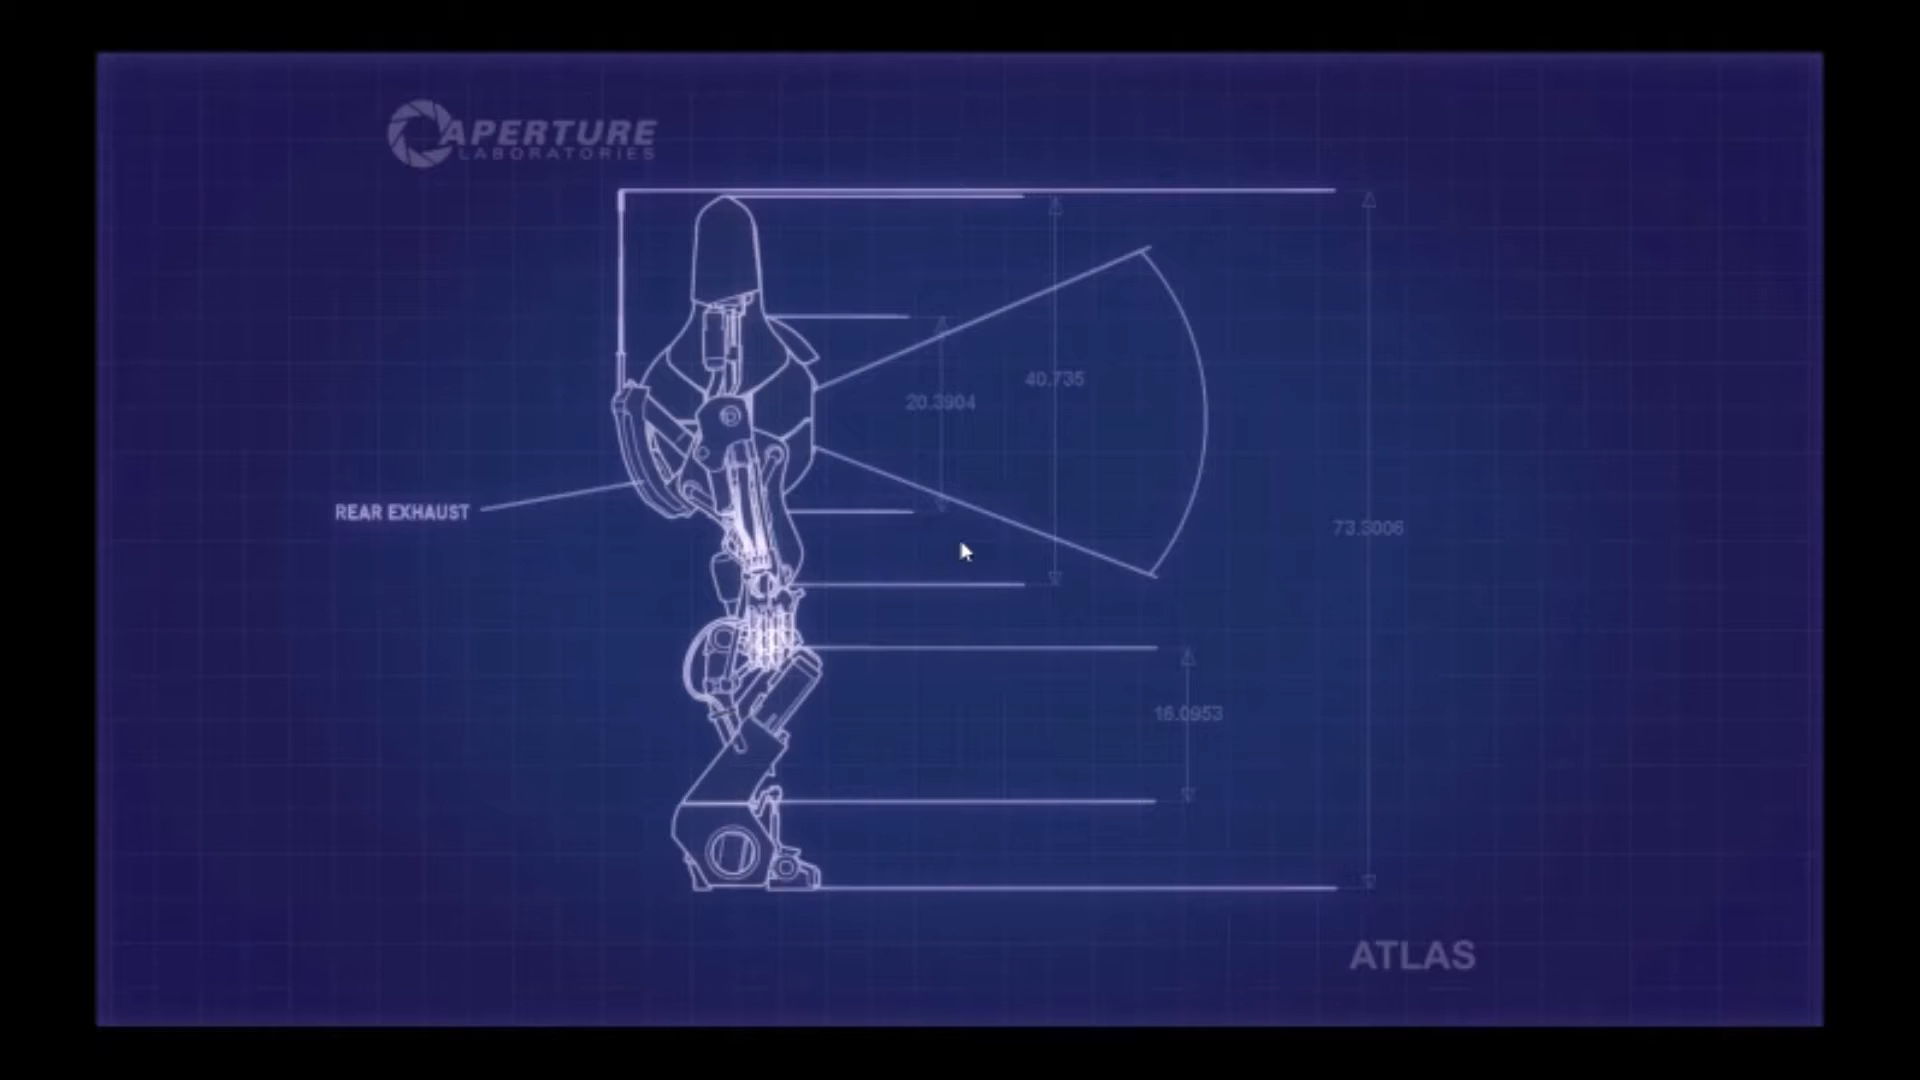 APERTURE
LABORATORIES
40.735
20.3904
REAR EXHAUST
73.3006
16.0953
ATLAS